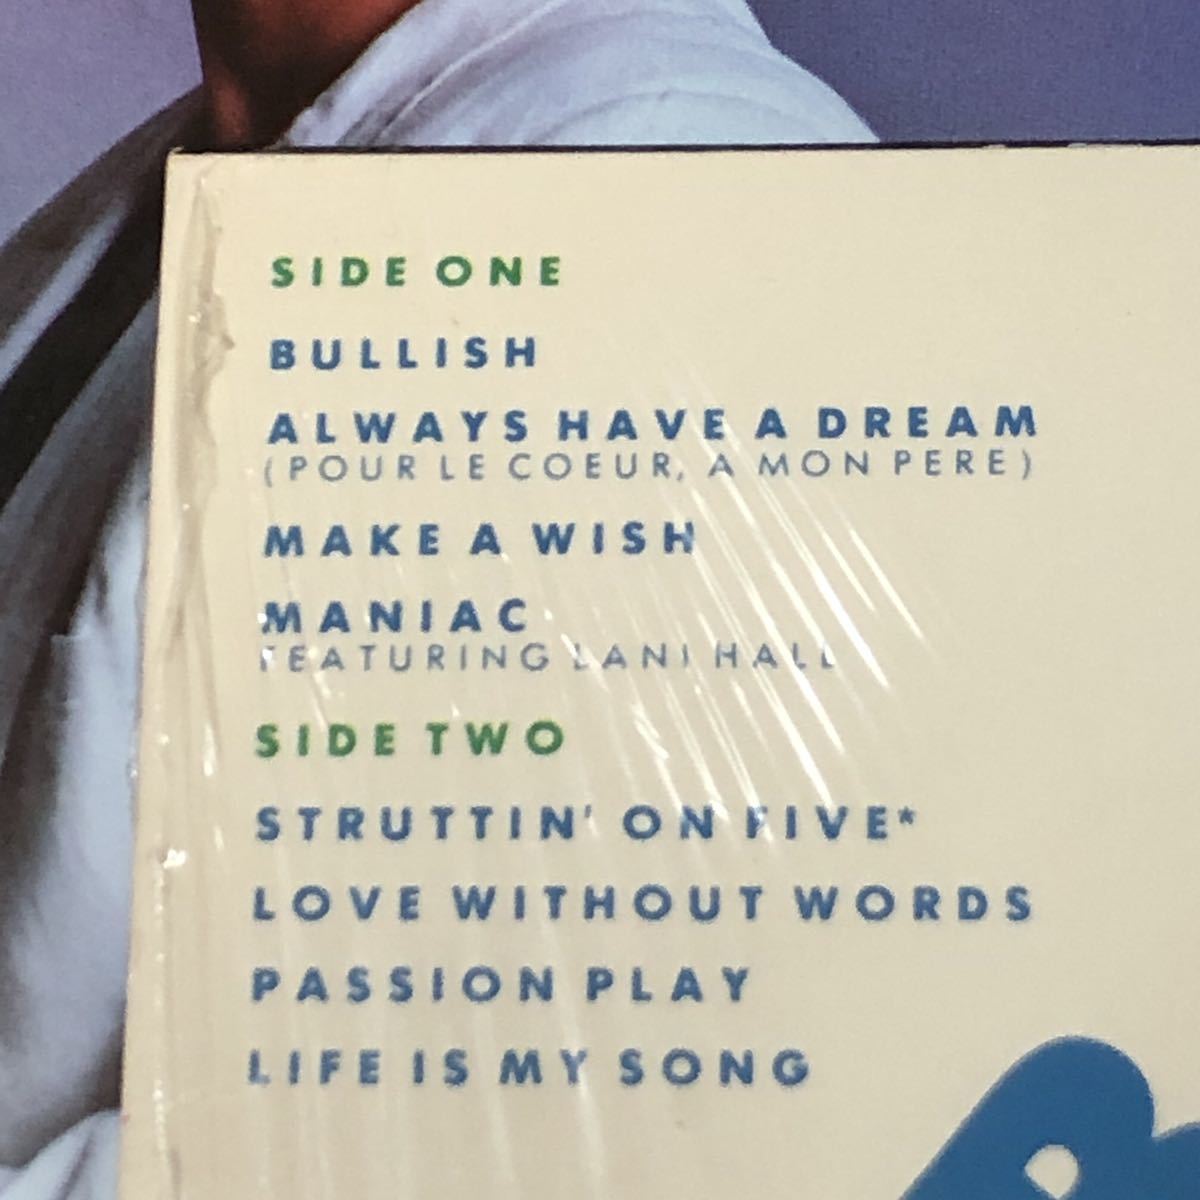 SIDE ONE
BULLISH
ALWAYS HAVE A DREAM
(POUR LE COEUR, A MON PERE)
MAKE A WISH
MANIAC
FEATURING LANI HALL
SIDE TWO
STRUTTIN' ON FIVE*
LOVE WITHOUT WORDS
PASSION PLAY
LIFE IS MY SONG